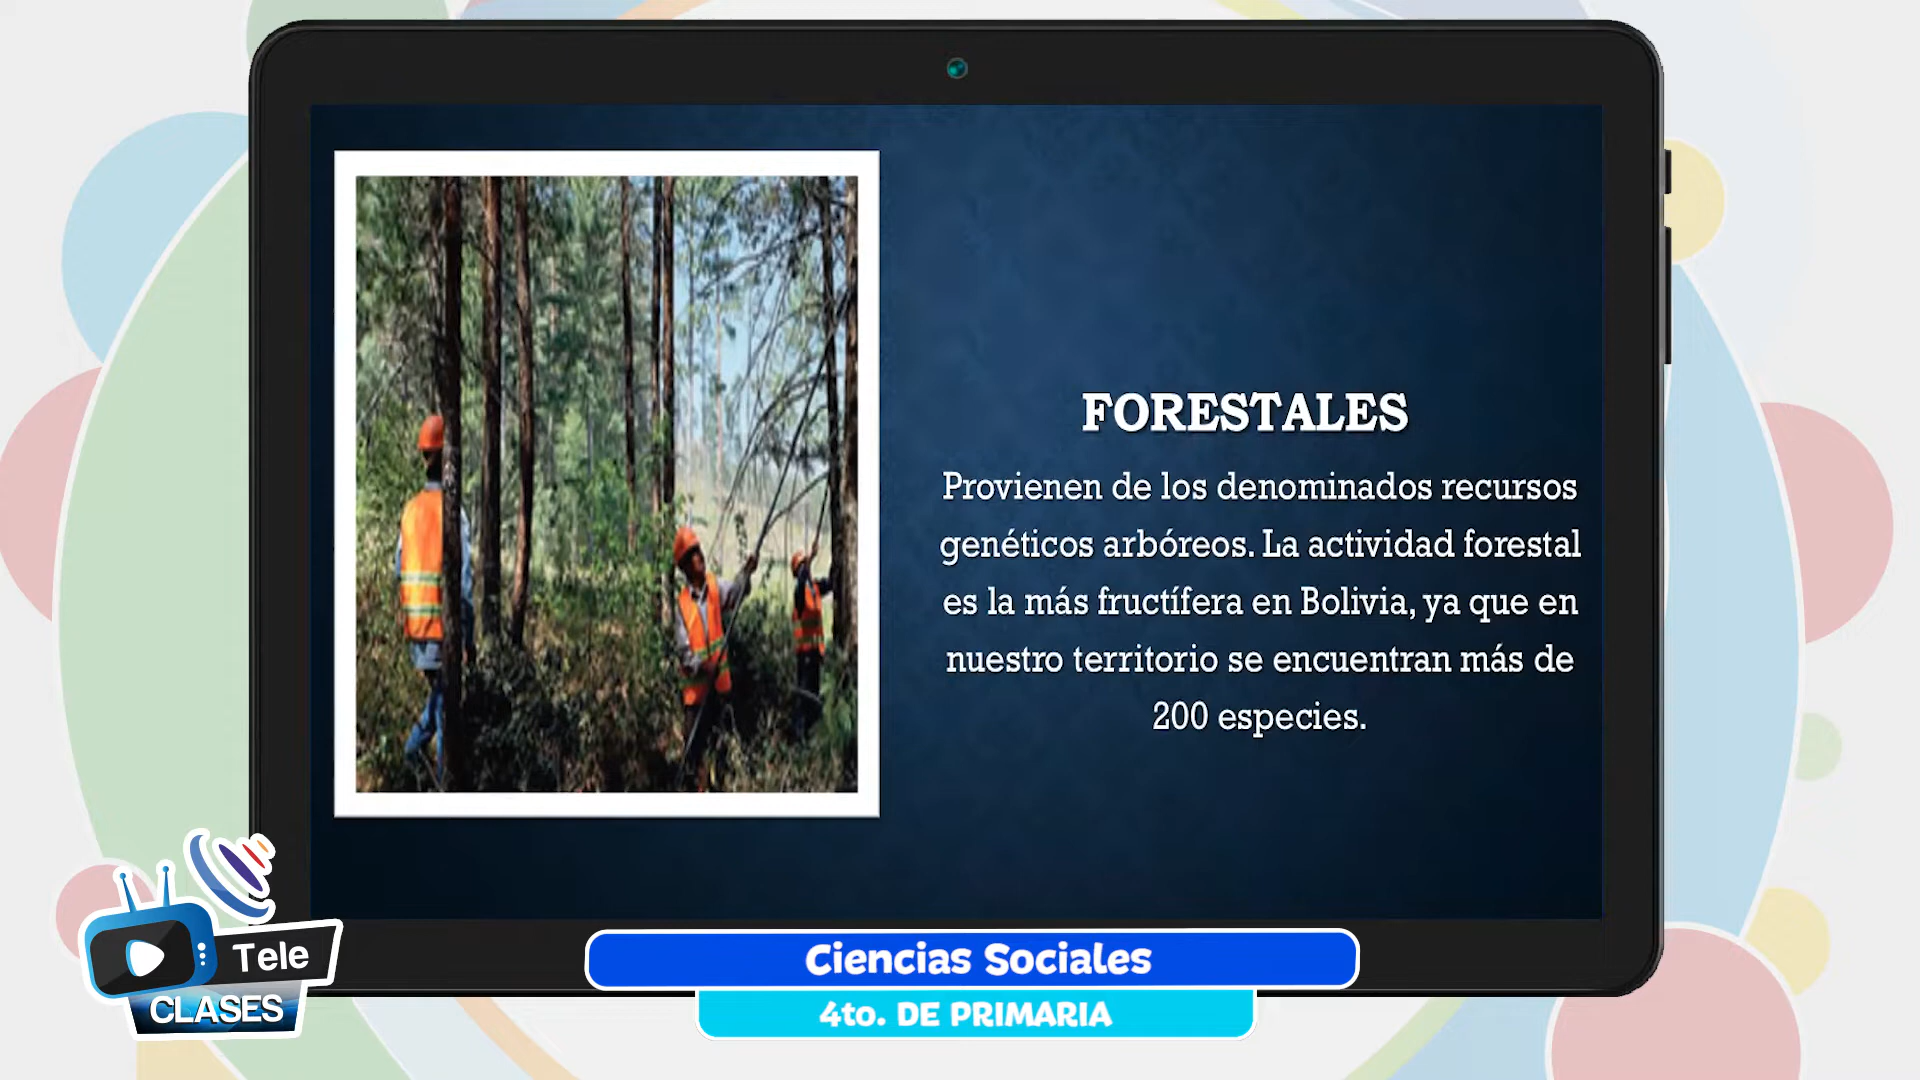 FORESTALES
Provienen de los denominados recursos
genéticos arbóreos. La actividad forestal
es la más fructífera en Bolivia, ya que en
nuestro territorio se encuentran más de
200 especies.
Tele
CLASES
Ciencias Sociales
4to. DE PRIMARIA